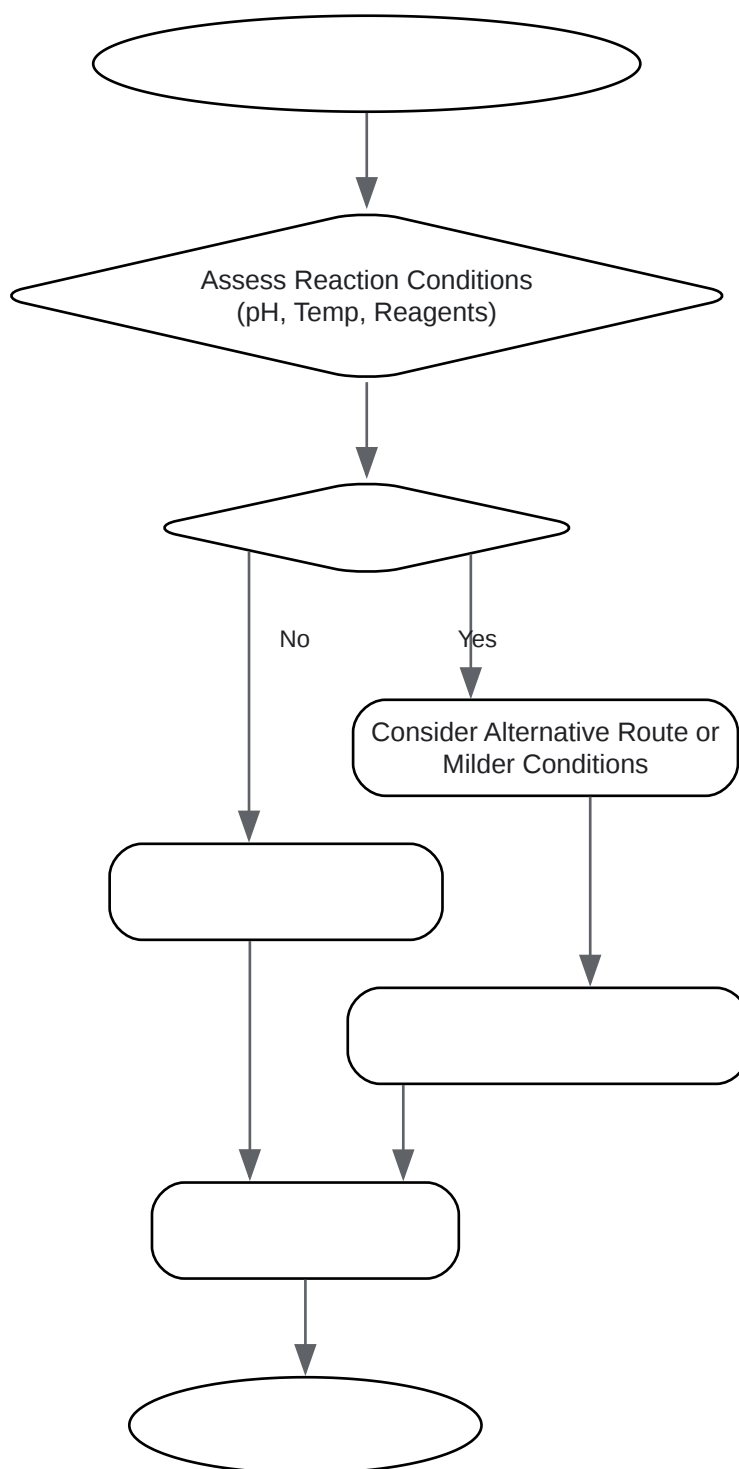 Assess Reaction Conditions
(pH, Temp, Reagents)
No
Yes
Consider Alternative Route or
Milder Conditions